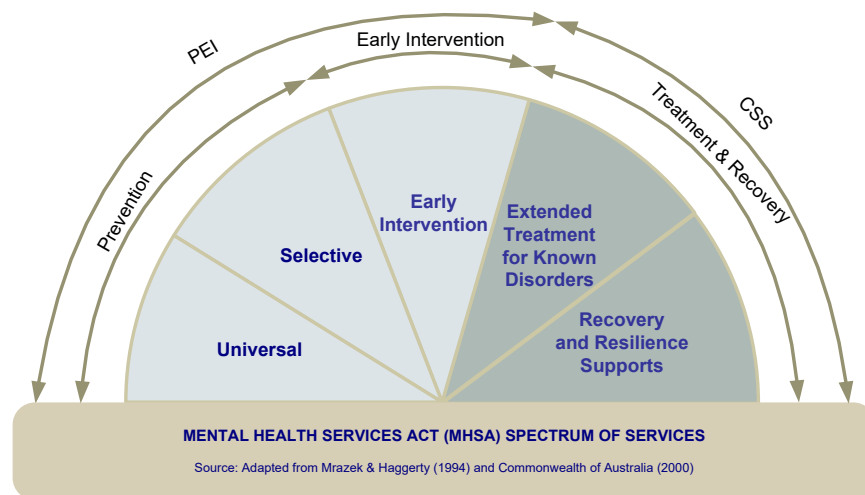 PEI
Early Intervention
CSS
Prevention
Treatment & Recovery
Universal
Selective
Early
Intervention
Extended
Treatment
for Known
Disorders
Recovery
and Resilience
Supports
MENTAL HEALTH SERVICES ACT (MHSA) SPECTRUM OF SERVICES
Source: Adapted from Mrazek & Haggerty (1994) and Commonwealth of Australia (2000)